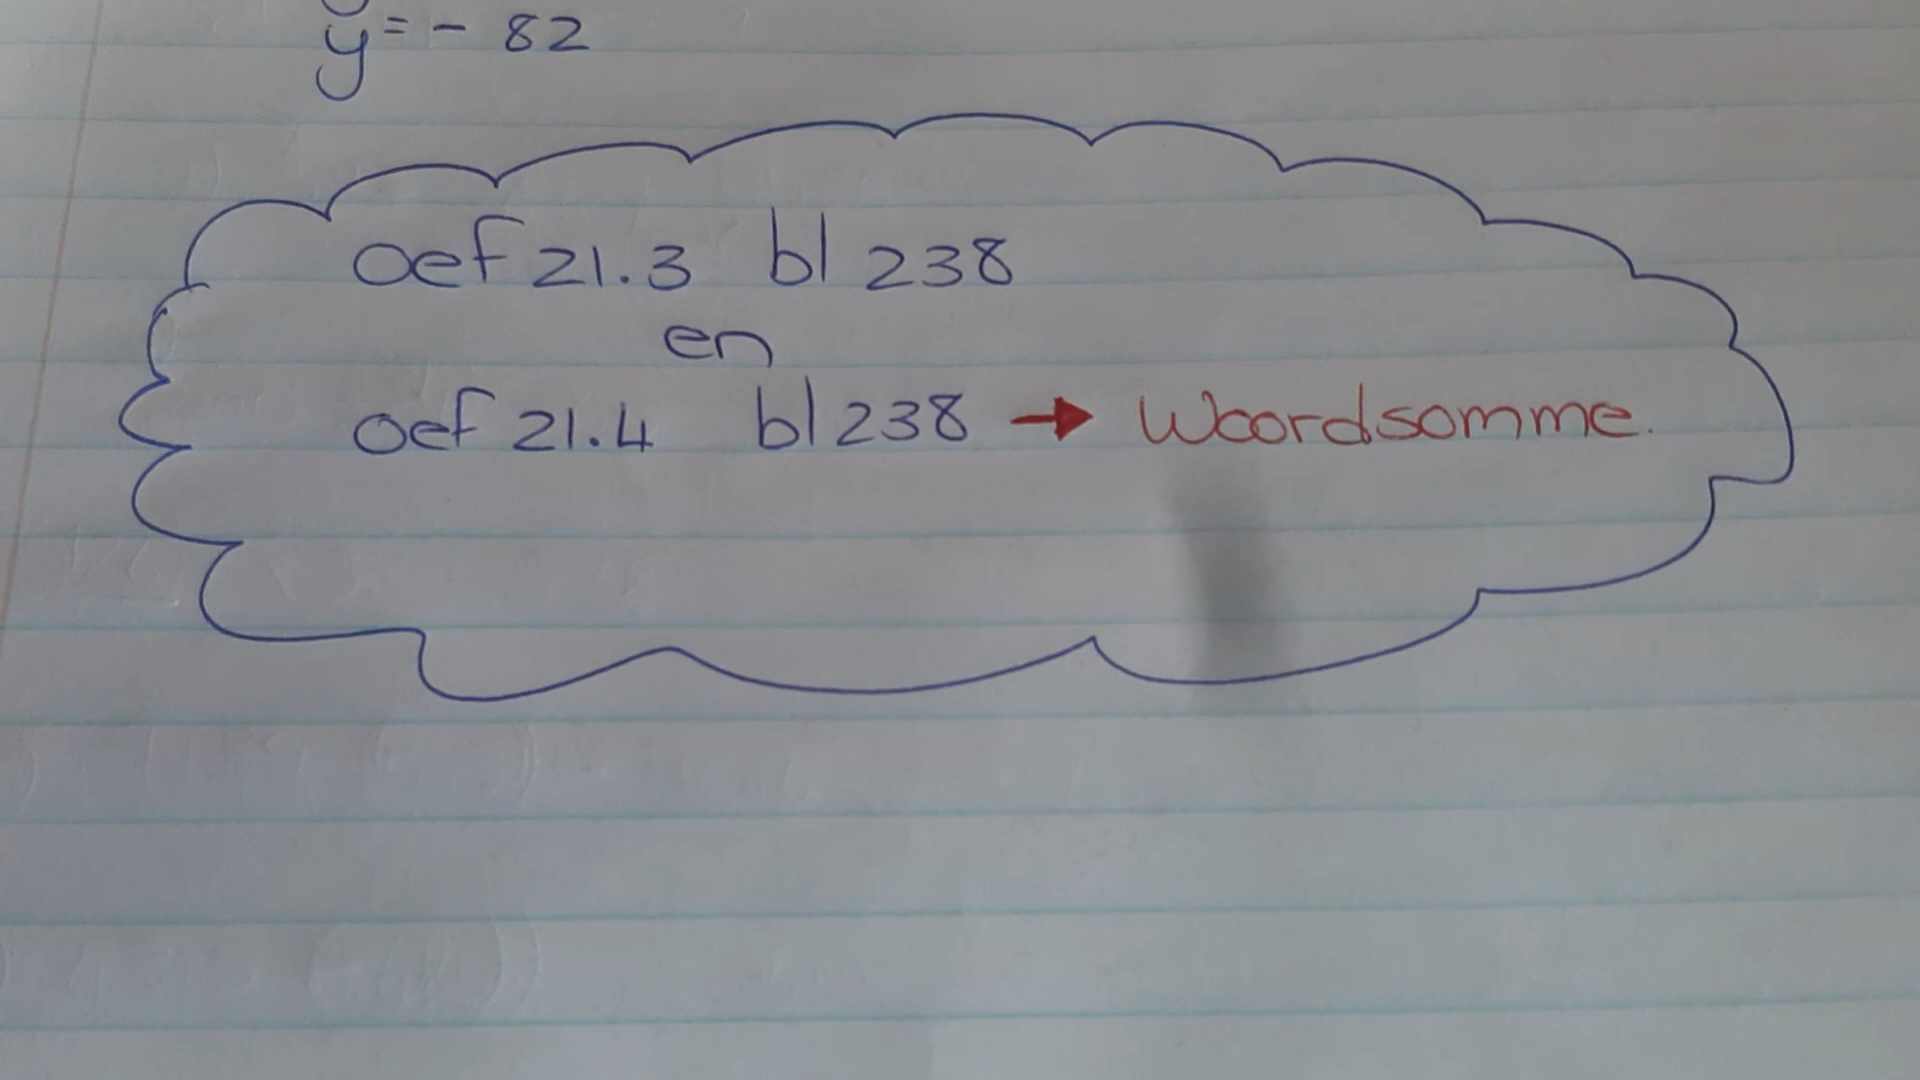 y = - 82
oef 21.3 bl 238
en
oef 21.4 bl 238 → Woordsomme.